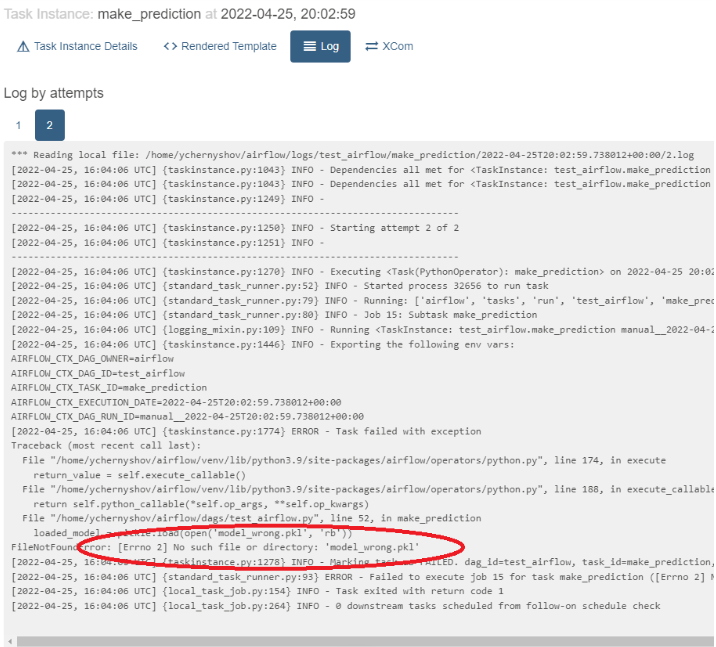 Task Instance: make_prediction at 2022-04-25, 20:02:59
Task Instance Details <> Rendered Template Log XCom
Log by attempts
1 2
*** Reading local file: /home/ychernyshov/airflow/logs/test_airflow/make_prediction/2022-04-25T20:02:59.738012+00:00/2.log
[2022-04-25, 16:04:06 UTC] {taskinstance.py:1043} INFO - Dependencies all met for <TaskInstance: test_airflow.make_prediction
[2022-04-25, 16:04:06 UTC] {taskinstance.py:1043} INFO - Dependencies all met for <TaskInstance: test_airflow.make_prediction
[2022-04-25, 16:04:06 UTC] {taskinstance.py:1249} INFO -
--------------------------------------------------------------------------------
[2022-04-25, 16:04:06 UTC] {taskinstance.py:1250} INFO - Starting attempt 2 of 2
[2022-04-25, 16:04:06 UTC] {taskinstance.py:1251} INFO -
--------------------------------------------------------------------------------
[2022-04-25, 16:04:06 UTC] {taskinstance.py:1270} INFO - Executing <Task(PythonOperator): make_prediction> on 2022-04-25 20:02
[2022-04-25, 16:04:06 UTC] {standard_task_runner.py:52} INFO - Started process 32656 to run task
[2022-04-25, 16:04:06 UTC] {standard_task_runner.py:79} INFO - Running: ['airflow', 'tasks', 'run', 'test_airflow', 'make_pred
[2022-04-25, 16:04:06 UTC] {standard_task_runner.py:80} INFO - Job 15: Subtask make_prediction
[2022-04-25, 16:04:06 UTC] {logging_mixin.py:109} INFO - Running <TaskInstance: test_airflow.make_prediction manual__2022-04-2
[2022-04-25, 16:04:06 UTC] {taskinstance.py:1446} INFO - Exporting the following env vars:
AIRFLOW_CTX_DAG_OWNER=airflow
AIRFLOW_CTX_DAG_ID=test_airflow
AIRFLOW_CTX_TASK_ID=make_prediction
AIRFLOW_CTX_EXECUTION_DATE=2022-04-25T20:02:59.738012+00:00
AIRFLOW_CTX_DAG_RUN_ID=manual__2022-04-25T20:02:59.738012+00:00
[2022-04-25, 16:04:06 UTC] {taskinstance.py:1774} ERROR - Task failed with exception
Traceback (most recent call last):
File "/home/ychernyshov/airflow/venv/lib/python3.9/site-packages/airflow/operators/python.py", line 174, in execute
return_value = self.execute_callable()
File "/home/ychernyshov/airflow/venv/lib/python3.9/site-packages/airflow/operators/python.py", line 188, in execute_callable
return self.python_callable(*self.op_args, **self.op_kwargs)
File "/home/ychernyshov/airflow/dags/test_airflow.py", line 52, in make_prediction
loaded_model = pickle.load(open('model_wrong.pkl', 'rb'))
FileNotFoundError: [Errno 2] No such file or directory: 'model_wrong.pkl'
[2022-04-25, 16:04:06 UTC] {taskinstance.py:1278} INFO - Marking task as FAILED. dag_id=test_airflow, task_id=make_prediction,
[2022-04-25, 16:04:06 UTC] {standard_task_runner.py:93} ERROR - Failed to execute job 15 for task make_prediction ([Errno 2] N
[2022-04-25, 16:04:06 UTC] {local_task_job.py:154} INFO - Task exited with return code 1
[2022-04-25, 16:04:06 UTC] {local_task_job.py:264} INFO - 0 downstream tasks scheduled from follow-on schedule check